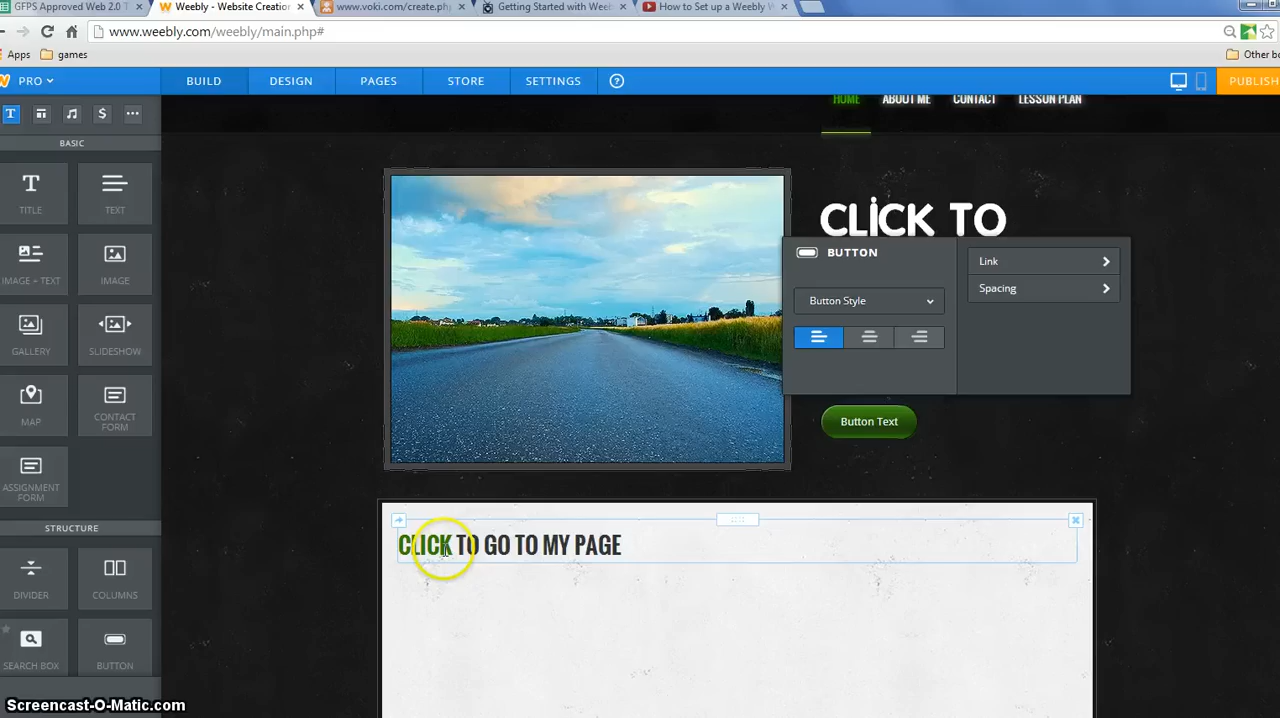 GFPS Approved Web 2.0 T
Weebly - Website Creation
www.voki.com/create.php
Getting Started with Weeb
How to Set up a Weebly W
www.weebly.com/weebly/main.php#
Apps
games
Other bo
PRO
BUILD
DESIGN
PAGES
STORE
SETTINGS
?
PUBLISH
T
$
HOME
ABOUT ME
CONTACT
LESSON PLAN
BASIC
TITLE
TEXT
IMAGE + TEXT
IMAGE
GALLERY
SLIDESHOW
MAP
CONTACT
FORM
ASSIGNMENT
FORM
STRUCTURE
DIVIDER
COLUMNS
SEARCH BOX
BUTTON
CLICK TO
BUTTON
Button Style
Link
Spacing
Button Text
CLICK TO GO TO MY PAGE
Screencast-O-Matic.com